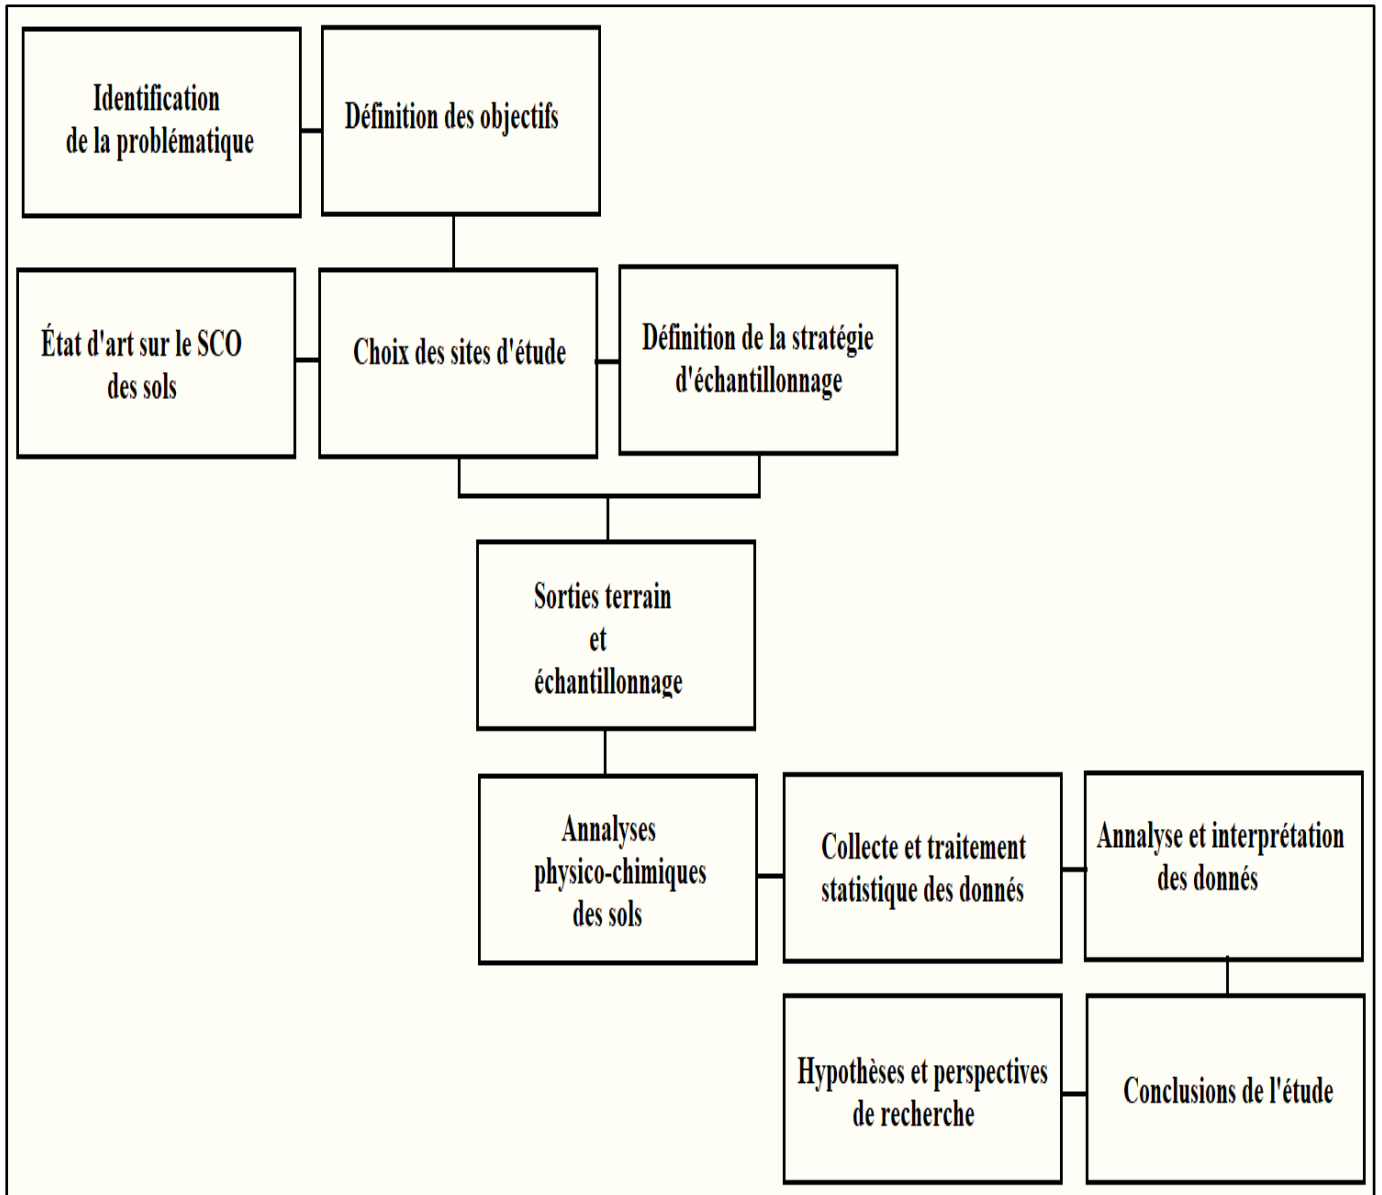 Identification
de la problématique
Définition des objectifs
État d'art sur le SCO
des sols
Choix des sites d'étude
Définition de la stratégie
d'échantillonnage
Sorties terrain
et
échantillonnage
Annalyses
physico-chimiques
des sols
Collecte et traitement
statistique des donnés
Annalyse et interprétation
des donnés
Hypothèses et perspectives
de recherche
Conclusions de l'étude